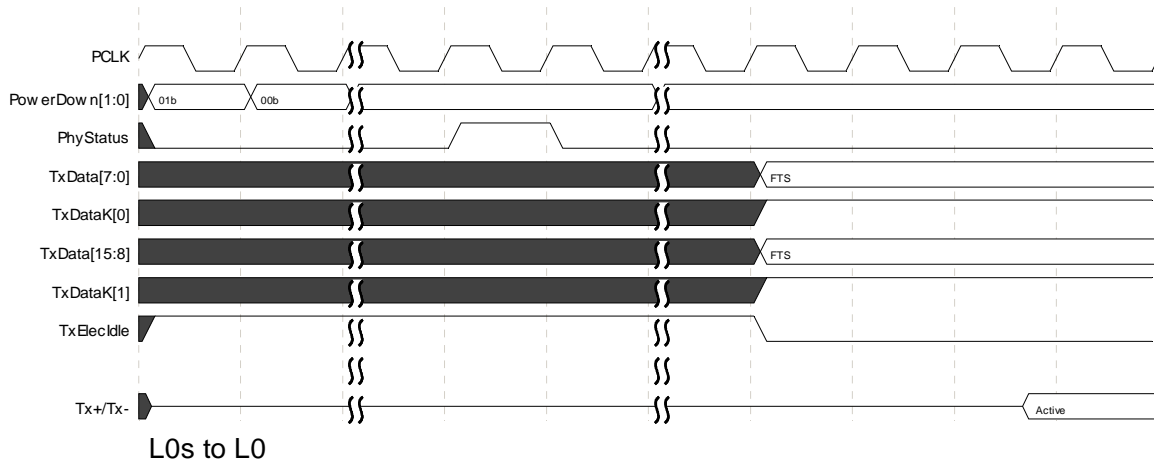 PCLK
PowerDown[1:0] 01b 00b
PhyStatus
TxData[7:0] FTS
TxDataK[0]
TxData[15:8] FTS
TxDataK[1]
TxElecIdle
Tx+/Tx- Active
L0s to L0